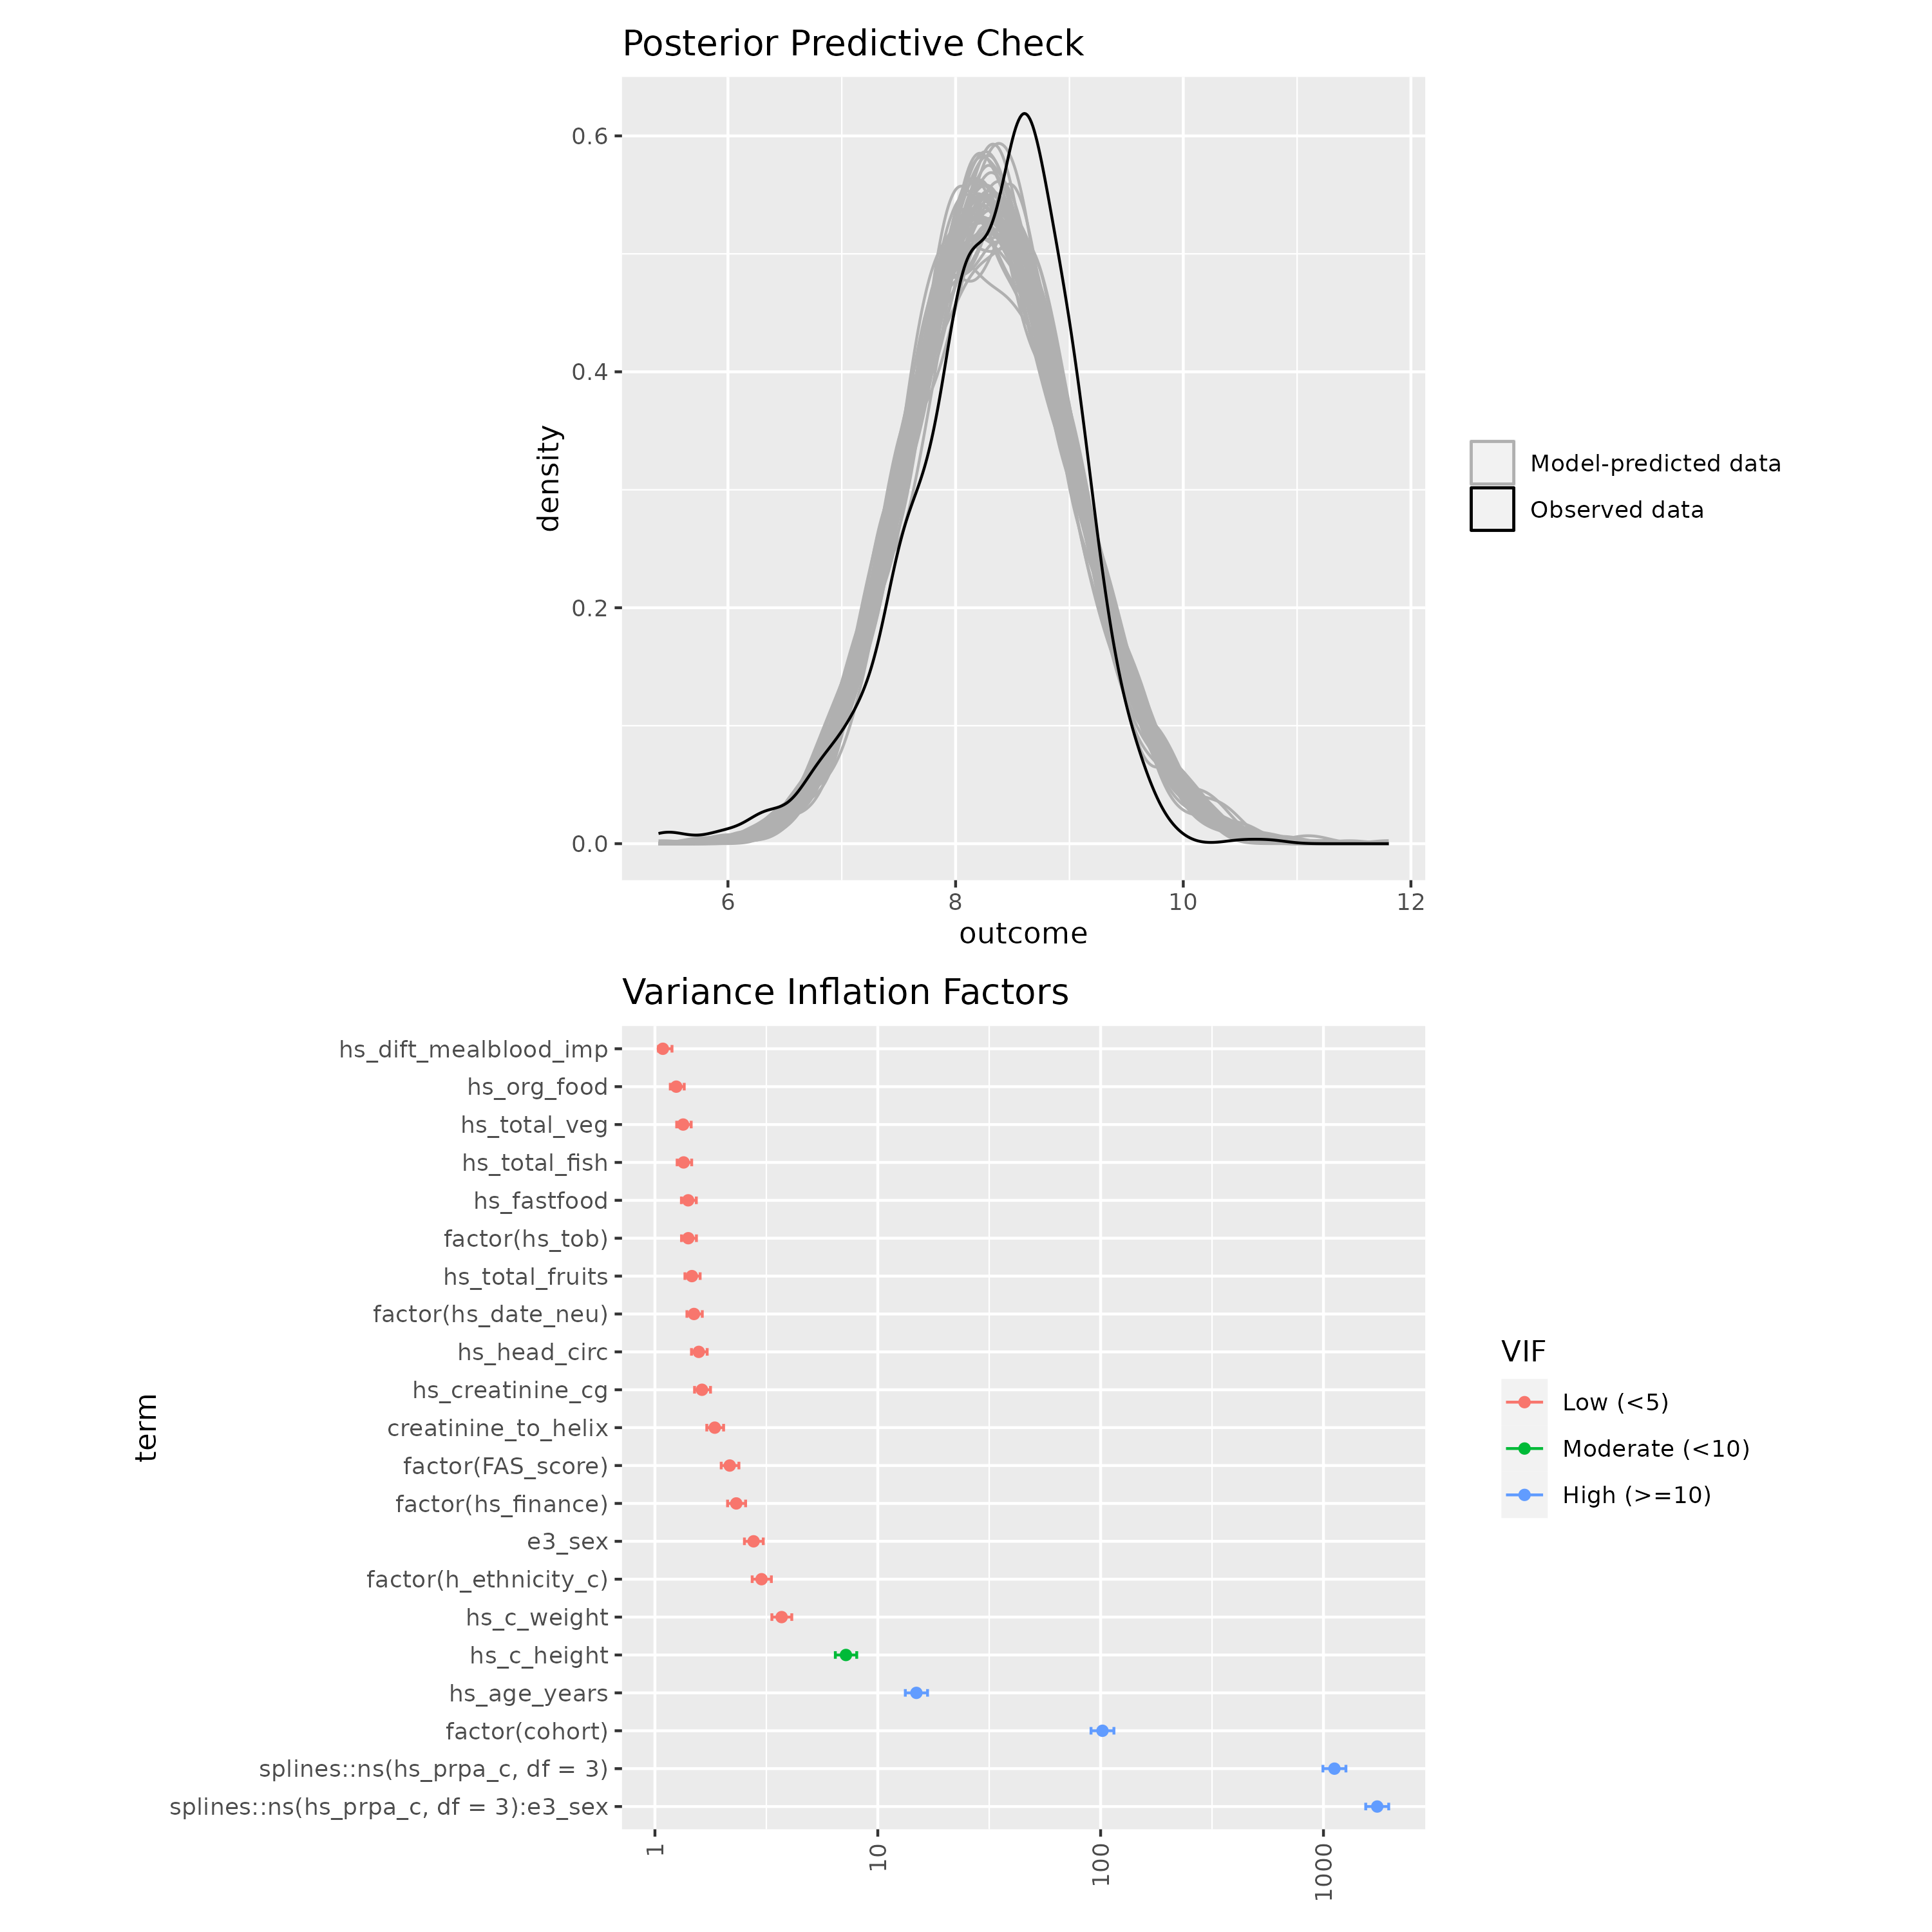 Posterior Predictive Check
0.6
0.4
0.2
0.0
density
6
8
10
12
outcome
Model-predicted data
Observed data
Variance Inflation Factors
term
hs_dift_mealblood_imp
hs_org_food
hs_total_veg
hs_total_fish
hs_fastfood
factor(hs_tob)
hs_total_fruits
factor(hs_date_neu)
hs_head_circ
hs_creatinine_cg
creatinine_to_helix
factor(FAS_score)
factor(hs_finance)
e3_sex
factor(h_ethnicity_c)
hs_c_weight
hs_c_height
hs_age_years
factor(cohort)
splines::ns(hs_prpa_c, df = 3)
splines::ns(hs_prpa_c, df = 3):e3_sex
1
10
100
1000
VIF
Low (<5)
Moderate (<10)
High (>=10)